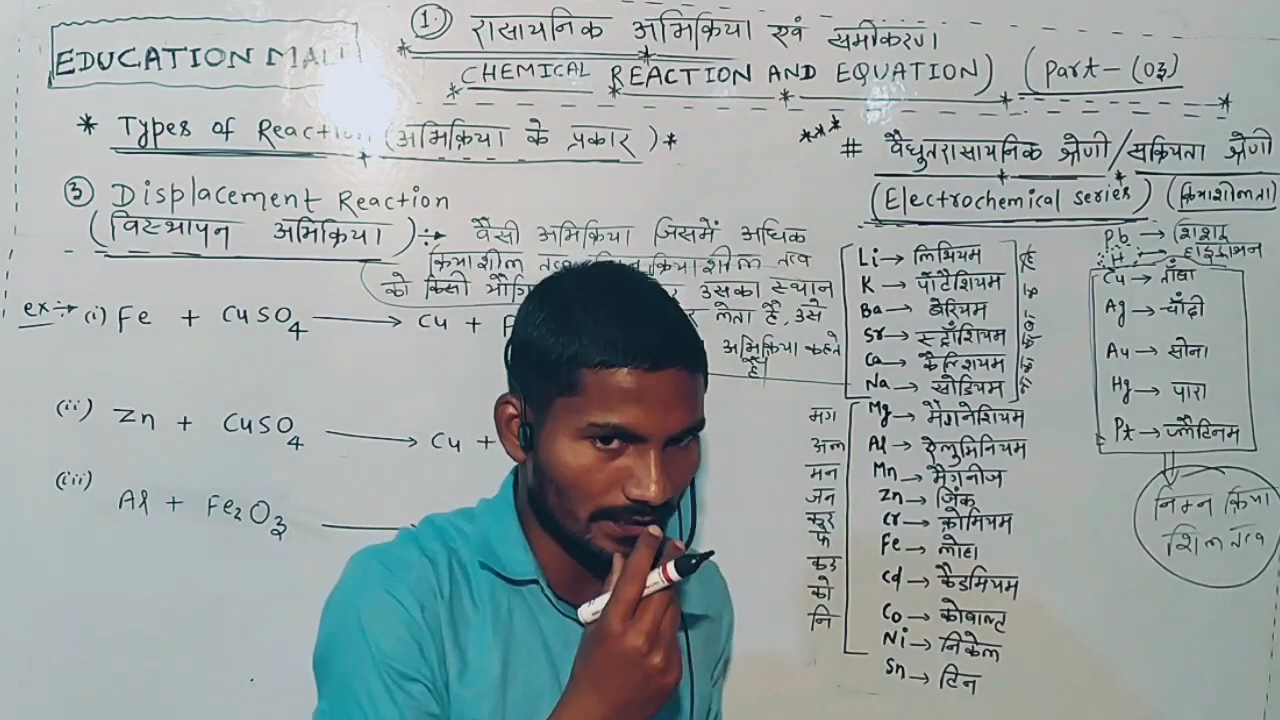 EDUCATION MALL
① रासायनिक अभिक्रिया एवं समीकरण
CHEMICAL REACTION AND EQUATION) (Part-(03)
* Types of Reaction (अभिक्रिया के प्रकार) *
③ Displacement Reaction
(विस्थापन अभिक्रिया) :→ वैसी अभिक्रिया जिसमें अधिक
क्रियाशील तत्व क्रियाशील तत्व
को किसी उसका स्थान
लेता है, उसे
अभिक्रिया कहते
है।
ex:→ (i) Fe + CuSO4 → Cu +
(ii) Zn + CuSO4 → Cu +
(iii) Al + Fe2O3
*** # वैधुतरासायनिक श्रेणी/सक्रियता श्रेणी
(Electrochemical series) (क्रियाशीलता)
Li → लिथियम
K → पोटैशियम
Ba → बेरियम
Sr → स्ट्रॉंशियम
Ca → कैल्शियम
Na → सोडियम
मग Mg → मैगनेशियम
अल Al → ऐलुमिनियम
मन Mn → मैगनीज
जन Zn → जिंक
कूर Cr → क्रोमियम
फे Fe → लोहा
कड Cd → कैडमियम
को Co → कोबाल्ट
नि Ni → निकेल
Sn → टिन
Pb → शिशा
H → हाइड्रोजन
Cu → ताँबा
Ag → चाँदी
Au → सोना
Hg → पारा
Pt → प्लैटिनम
निम्न क्रिया
शिल तत्व